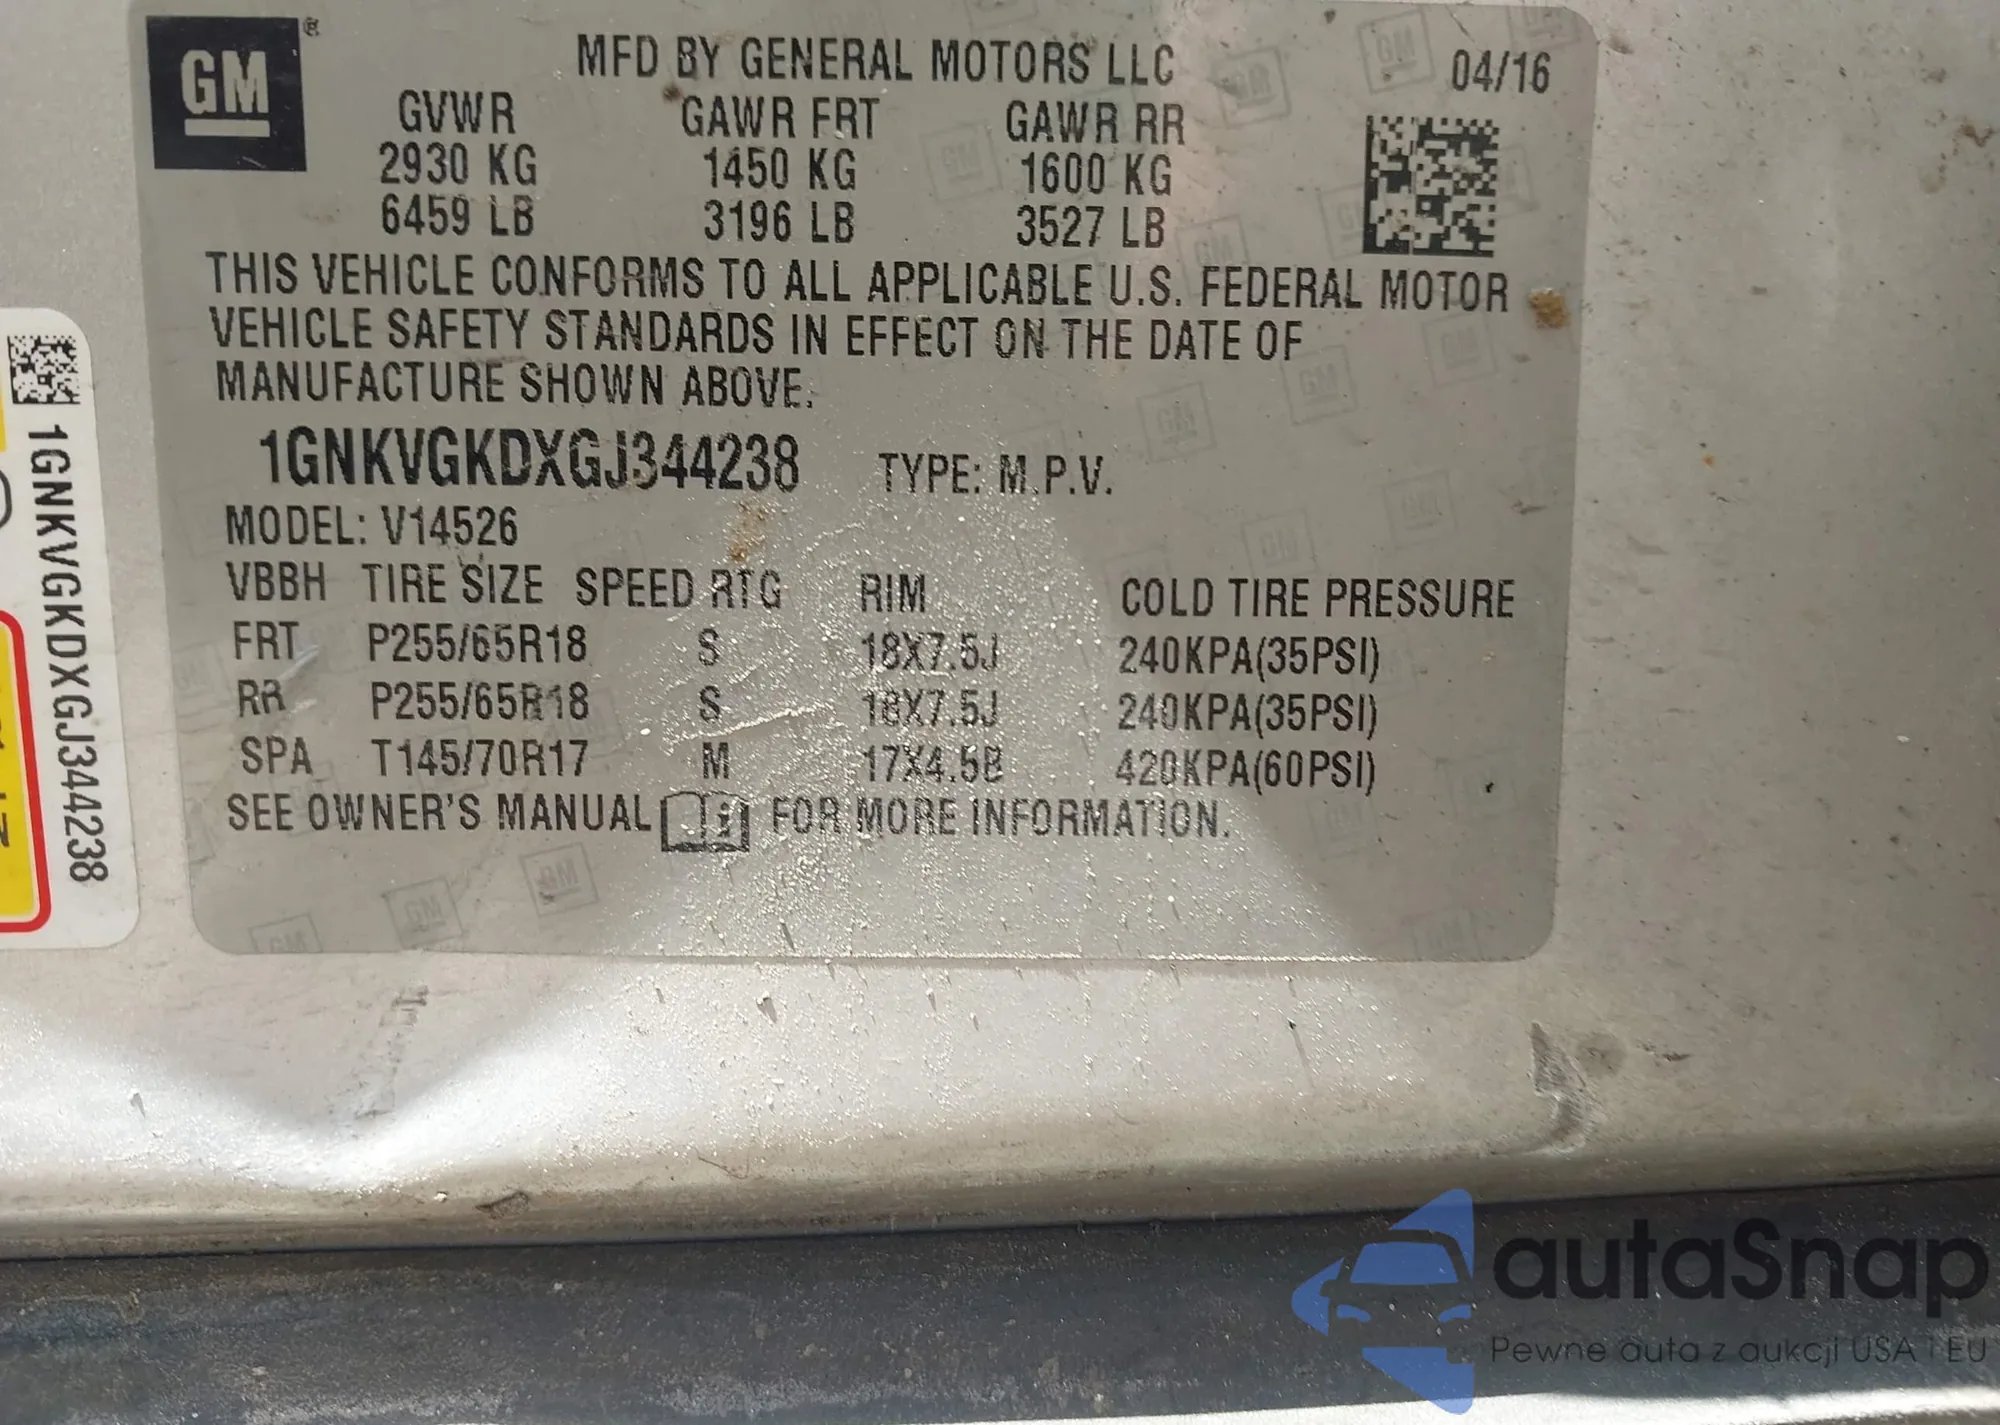 GM ®
MFD BY GENERAL MOTORS LLC 04/16
GVWR GAWR FRT GAWR RR
2930 KG 1450 KG 1600 KG
6459 LB 3196 LB 3527 LB
THIS VEHICLE CONFORMS TO ALL APPLICABLE U.S. FEDERAL MOTOR
VEHICLE SAFETY STANDARDS IN EFFECT ON THE DATE OF
MANUFACTURE SHOWN ABOVE.
1GNKVGKDXGJ344238 TYPE: M.P.V.
MODEL: V14526
VBBH TIRE SIZE SPEED RTG RIM COLD TIRE PRESSURE
FRT P255/65R18 S 18X7.5J 240KPA(35PSI)
RR P255/65R18 S 18X7.5J 240KPA(35PSI)
SPA T145/70R17 M 17X4.5B 420KPA(60PSI)
SEE OWNER'S MANUAL FOR MORE INFORMATION.
1GNKVGKDXGJ344238
autaSnap
Pewne auta z aukcji USA i EU